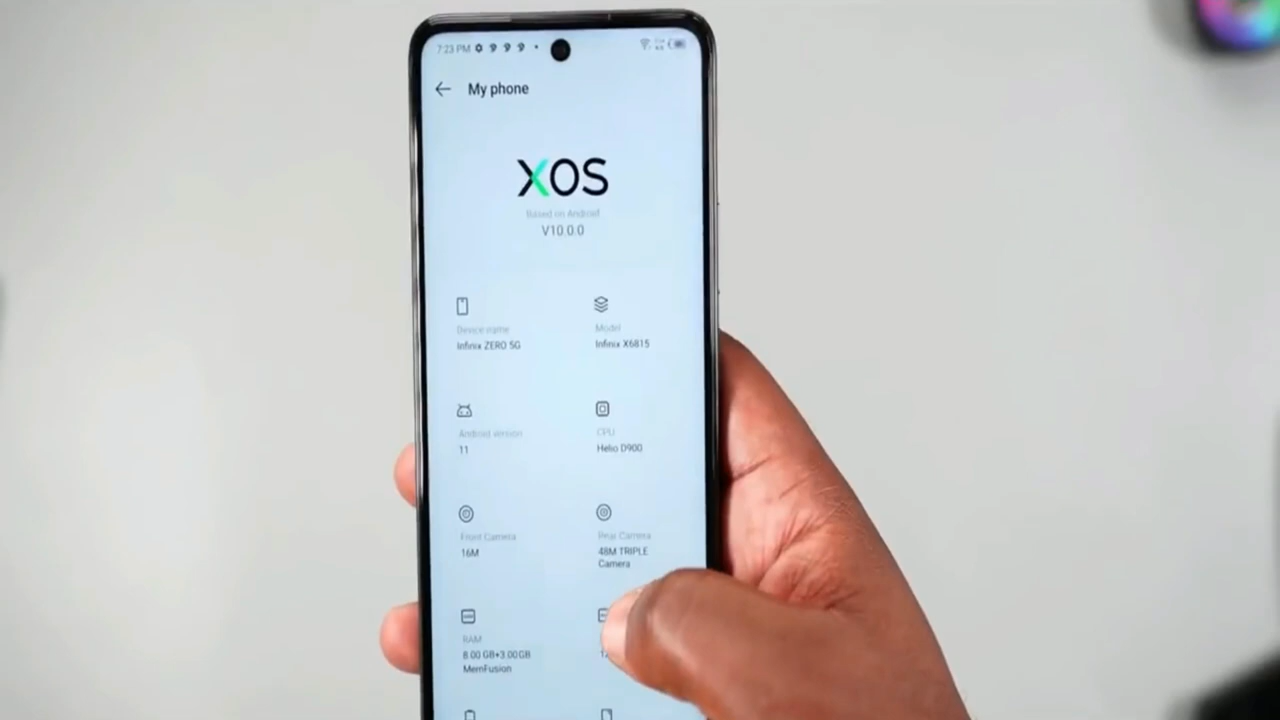 7:23 PM
My phone
XOS
Based on Android
V10.0.0
Device name
Infinix ZERO 5G
Model
Infinix X6815
Android version
11
CPU
Helio D900
Front Camera
16M
Rear Camera
48M TRIPLE
Camera
RAM
8.00 GB+3.00GB
MemFusion